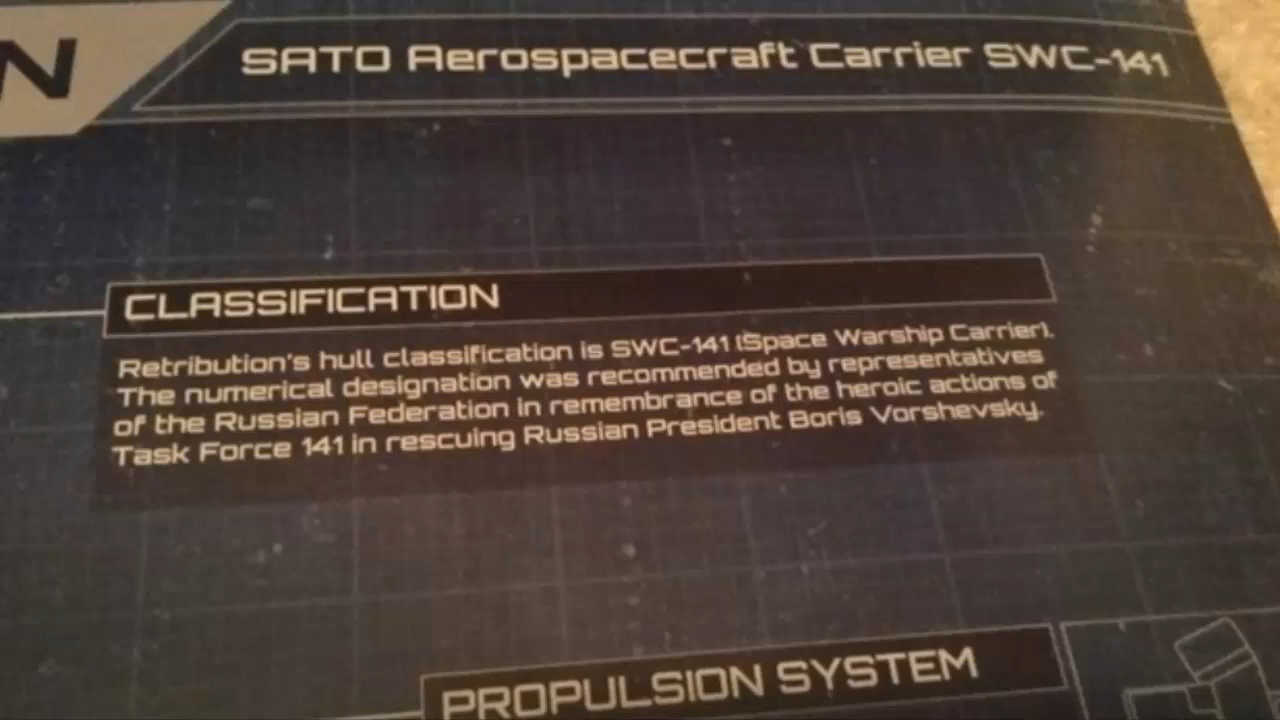 N
SATO Aerospacecraft Carrier SWC-141
CLASSIFICATION
Retribution's hull classification is SWC-141 (Space Warship Carrier).
The numerical designation was recommended by representatives
of the Russian Federation in remembrance of the heroic actions of
Task Force 141 in rescuing Russian President Boris Vorshevsky.
PROPULSION SYSTEM